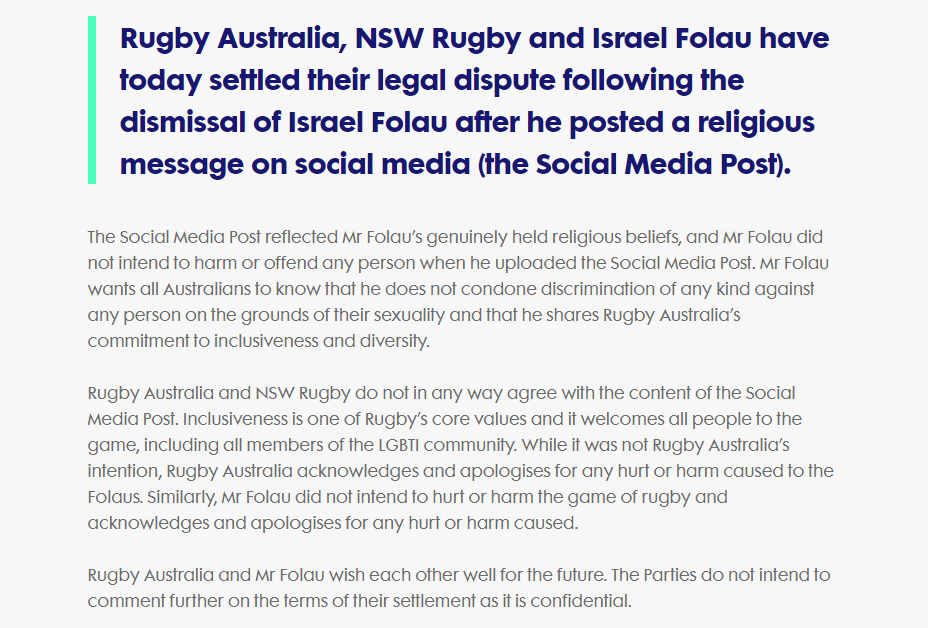 Rugby Australia, NSW Rugby and Israel Folau have
today settled their legal dispute following the
dismissal of Israel Folau after he posted a religious
message on social media (the Social Media Post).
The Social Media Post reflected Mr Folau's genuinely held religious beliefs, and Mr Folau did
not intend to harm or offend any person when he uploaded the Social Media Post. Mr Folau
wants all Australians to know that he does not condone discrimination of any kind against
any person on the grounds of their sexuality and that he shares Rugby Australia's
commitment to inclusiveness and diversity.
Rugby Australia and NSW Rugby do not in any way agree with the content of the Social
Media Post. Inclusiveness is one of Rugby's core values and it welcomes all people to the
game, including all members of the LGBTI community. While it was not Rugby Australia's
intention, Rugby Australia acknowledges and apologises for any hurt or harm caused to the
Folaus. Similarly, Mr Folau did not intend to hurt or harm the game of rugby and
acknowledges and apologises for any hurt or harm caused.
Rugby Australia and Mr Folau wish each other well for the future. The Parties do not intend to
comment further on the terms of their settlement as it is confidential.